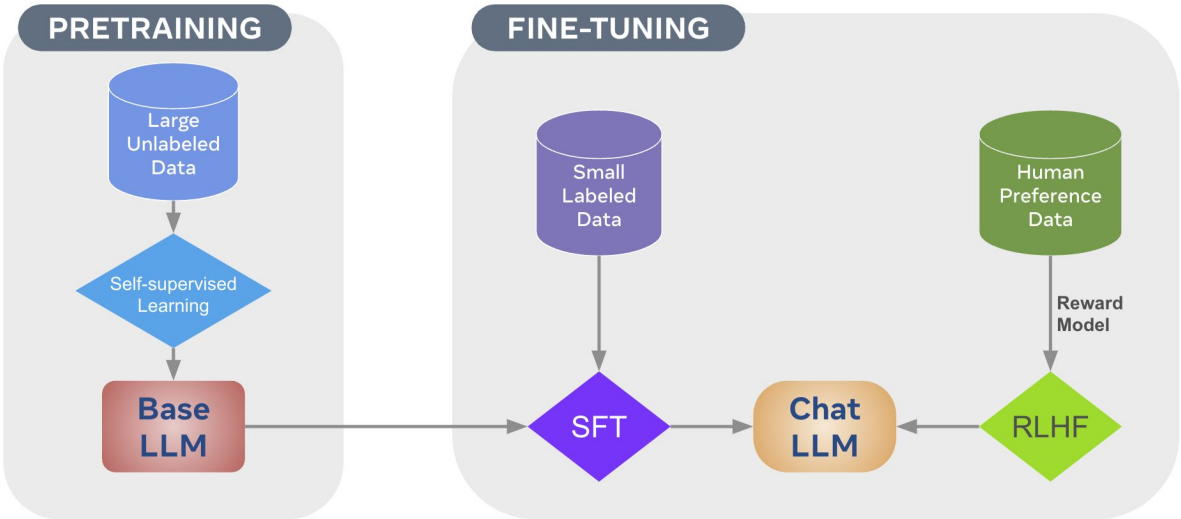 PRETRAINING
Large
Unlabeled
Data
Self-supervised
Learning
Base
LLM
FINE-TUNING
Small
Labeled
Data
SFT
Chat
LLM
Human
Preference
Data
Reward
Model
RLHF